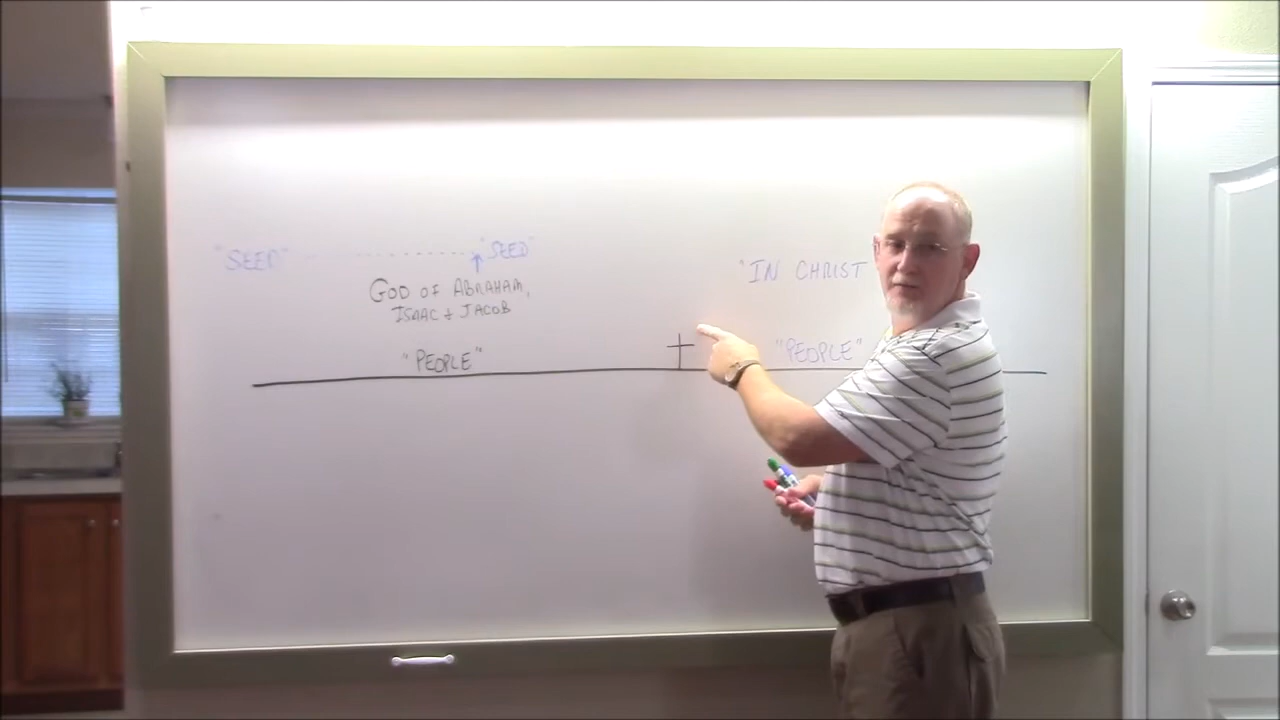 "SEED" "SEED"
GOD OF ABRAHAM,
ISAAC + JACOB
"PEOPLE"
"IN CHRIST
"PEOPLE"